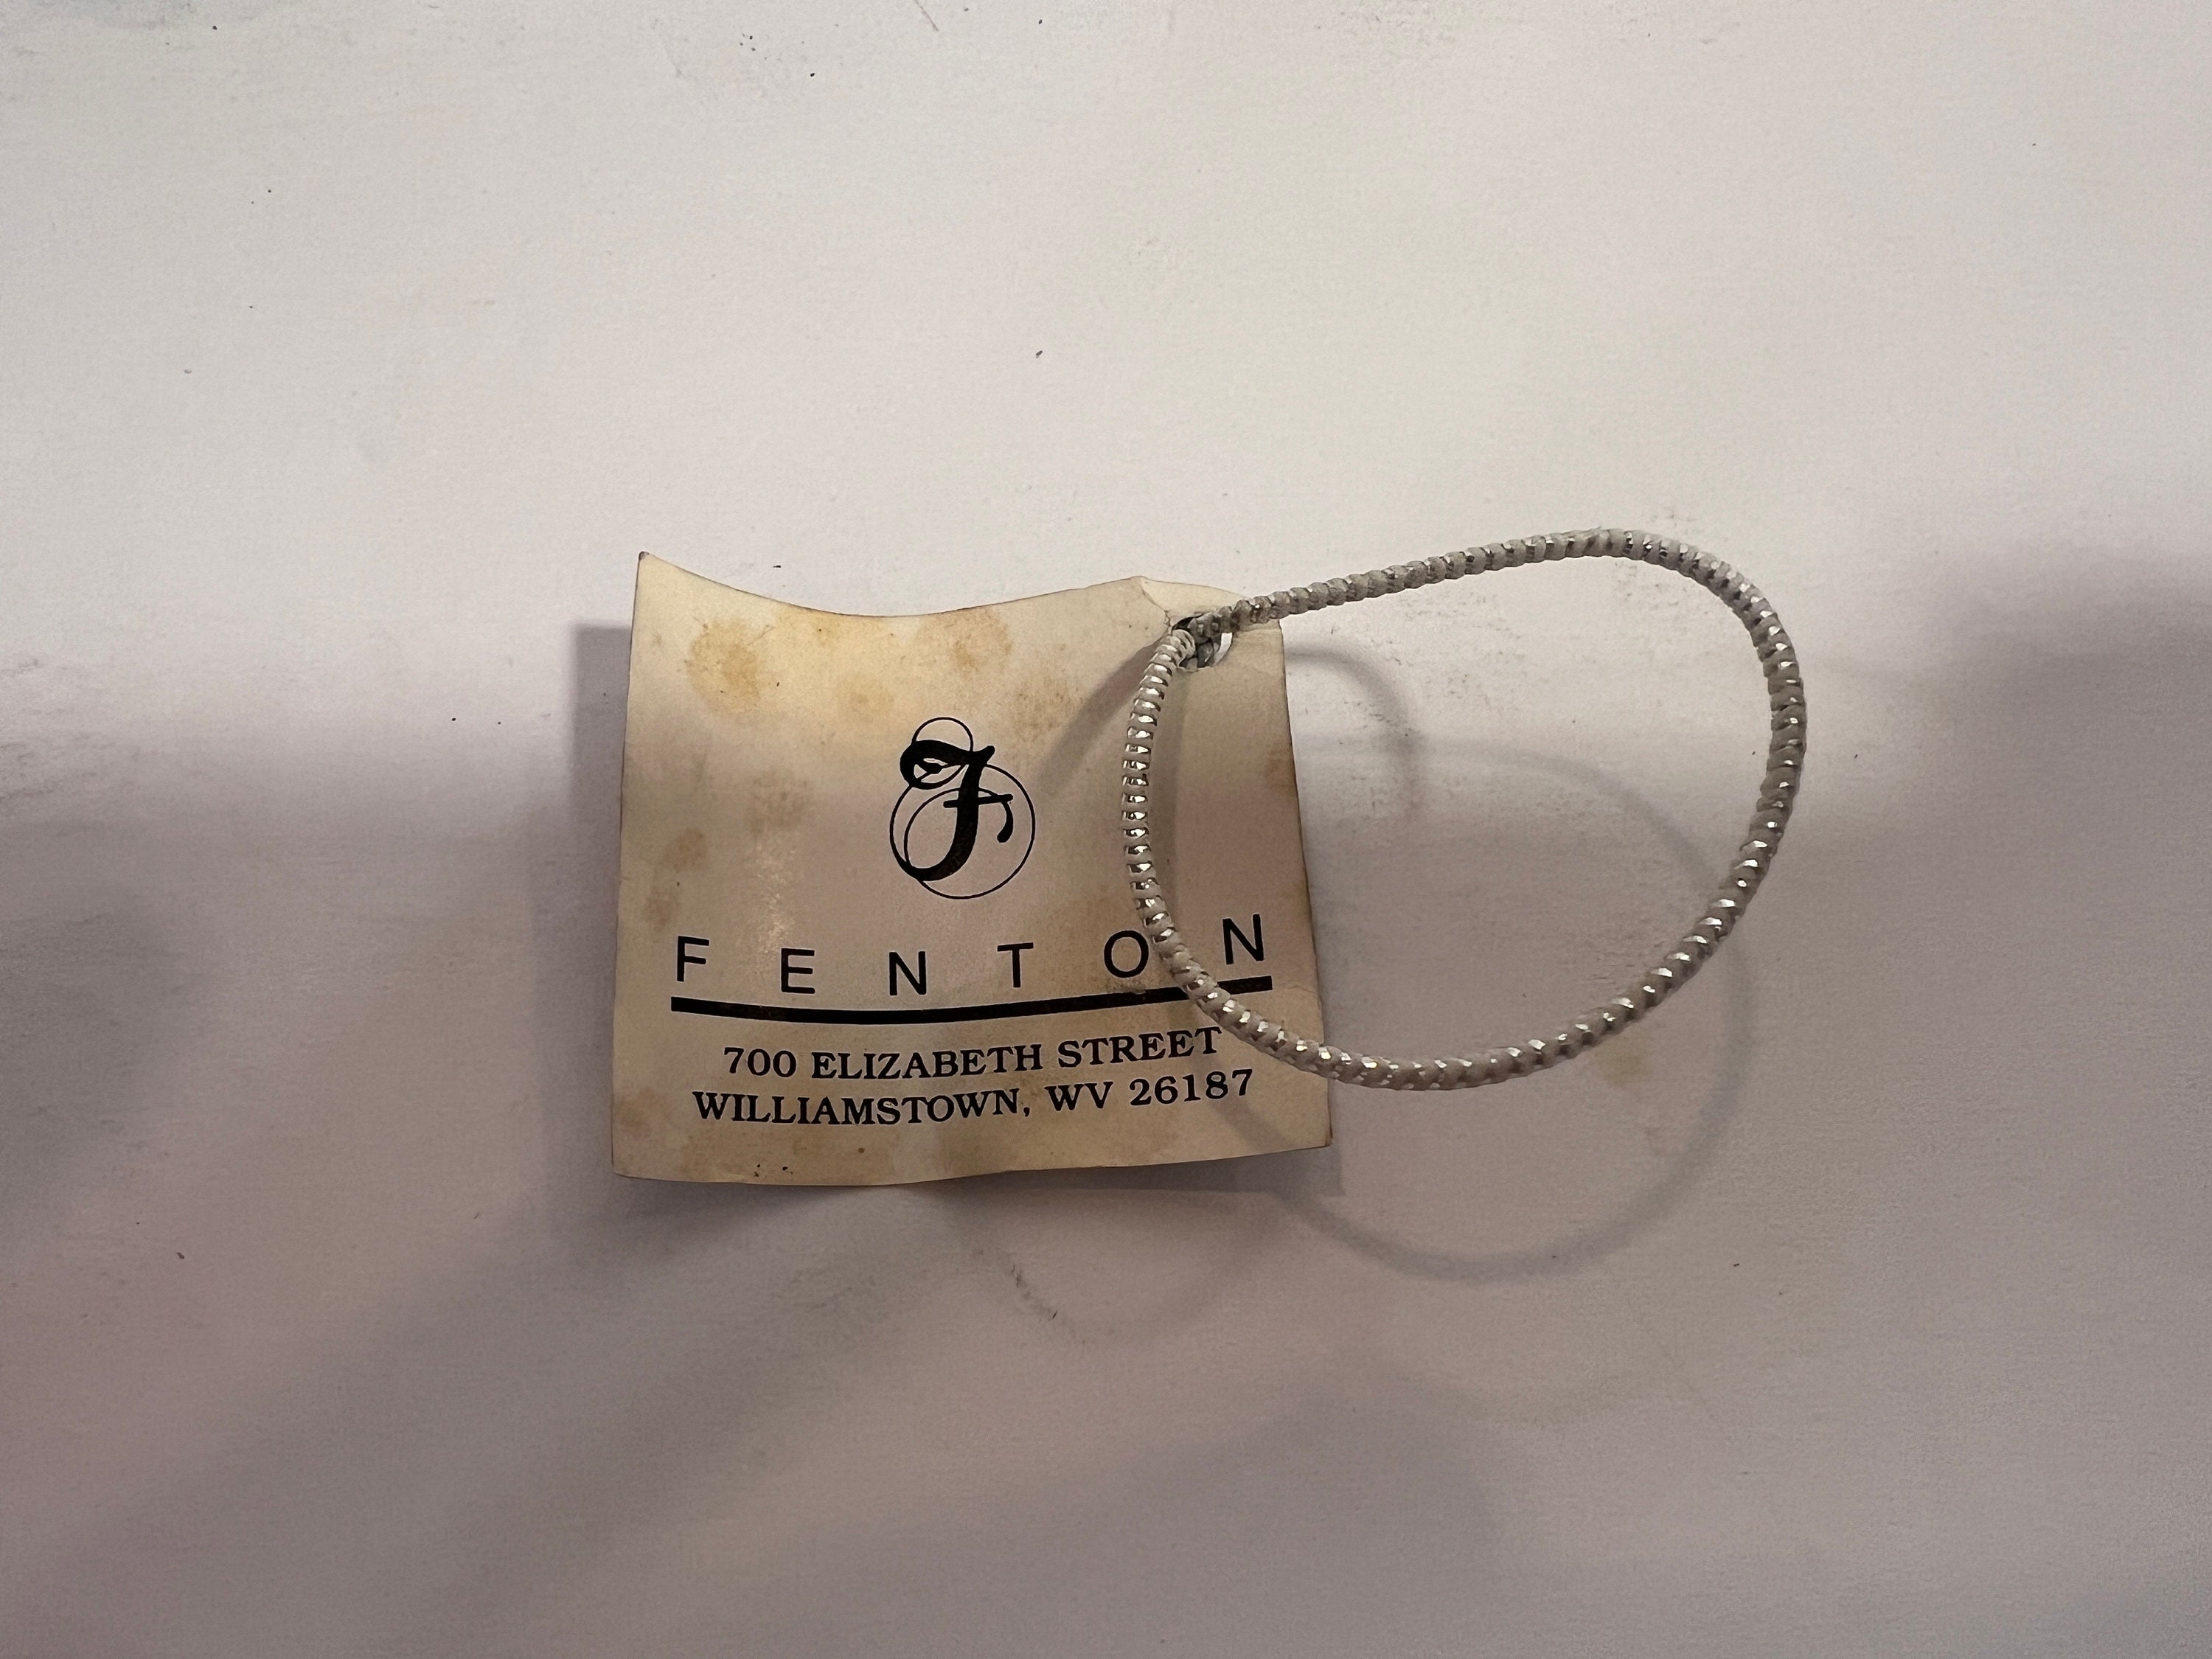 F
FENTON
700 ELIZABETH STREET
WILLIAMSTOWN, WV 26187